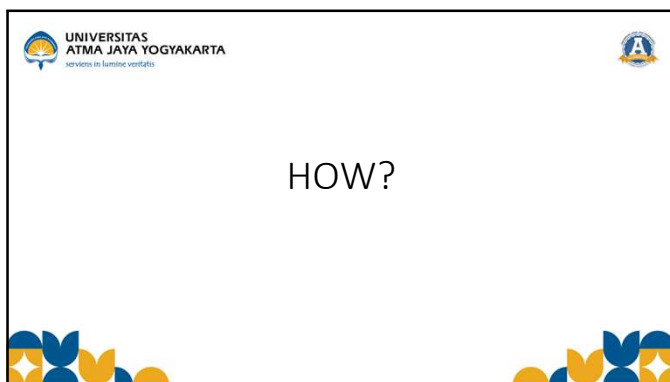 UNIVERSITAS
ATMA JAYA YOGYAKARTA
serviens in lumine veritatis
HOW?